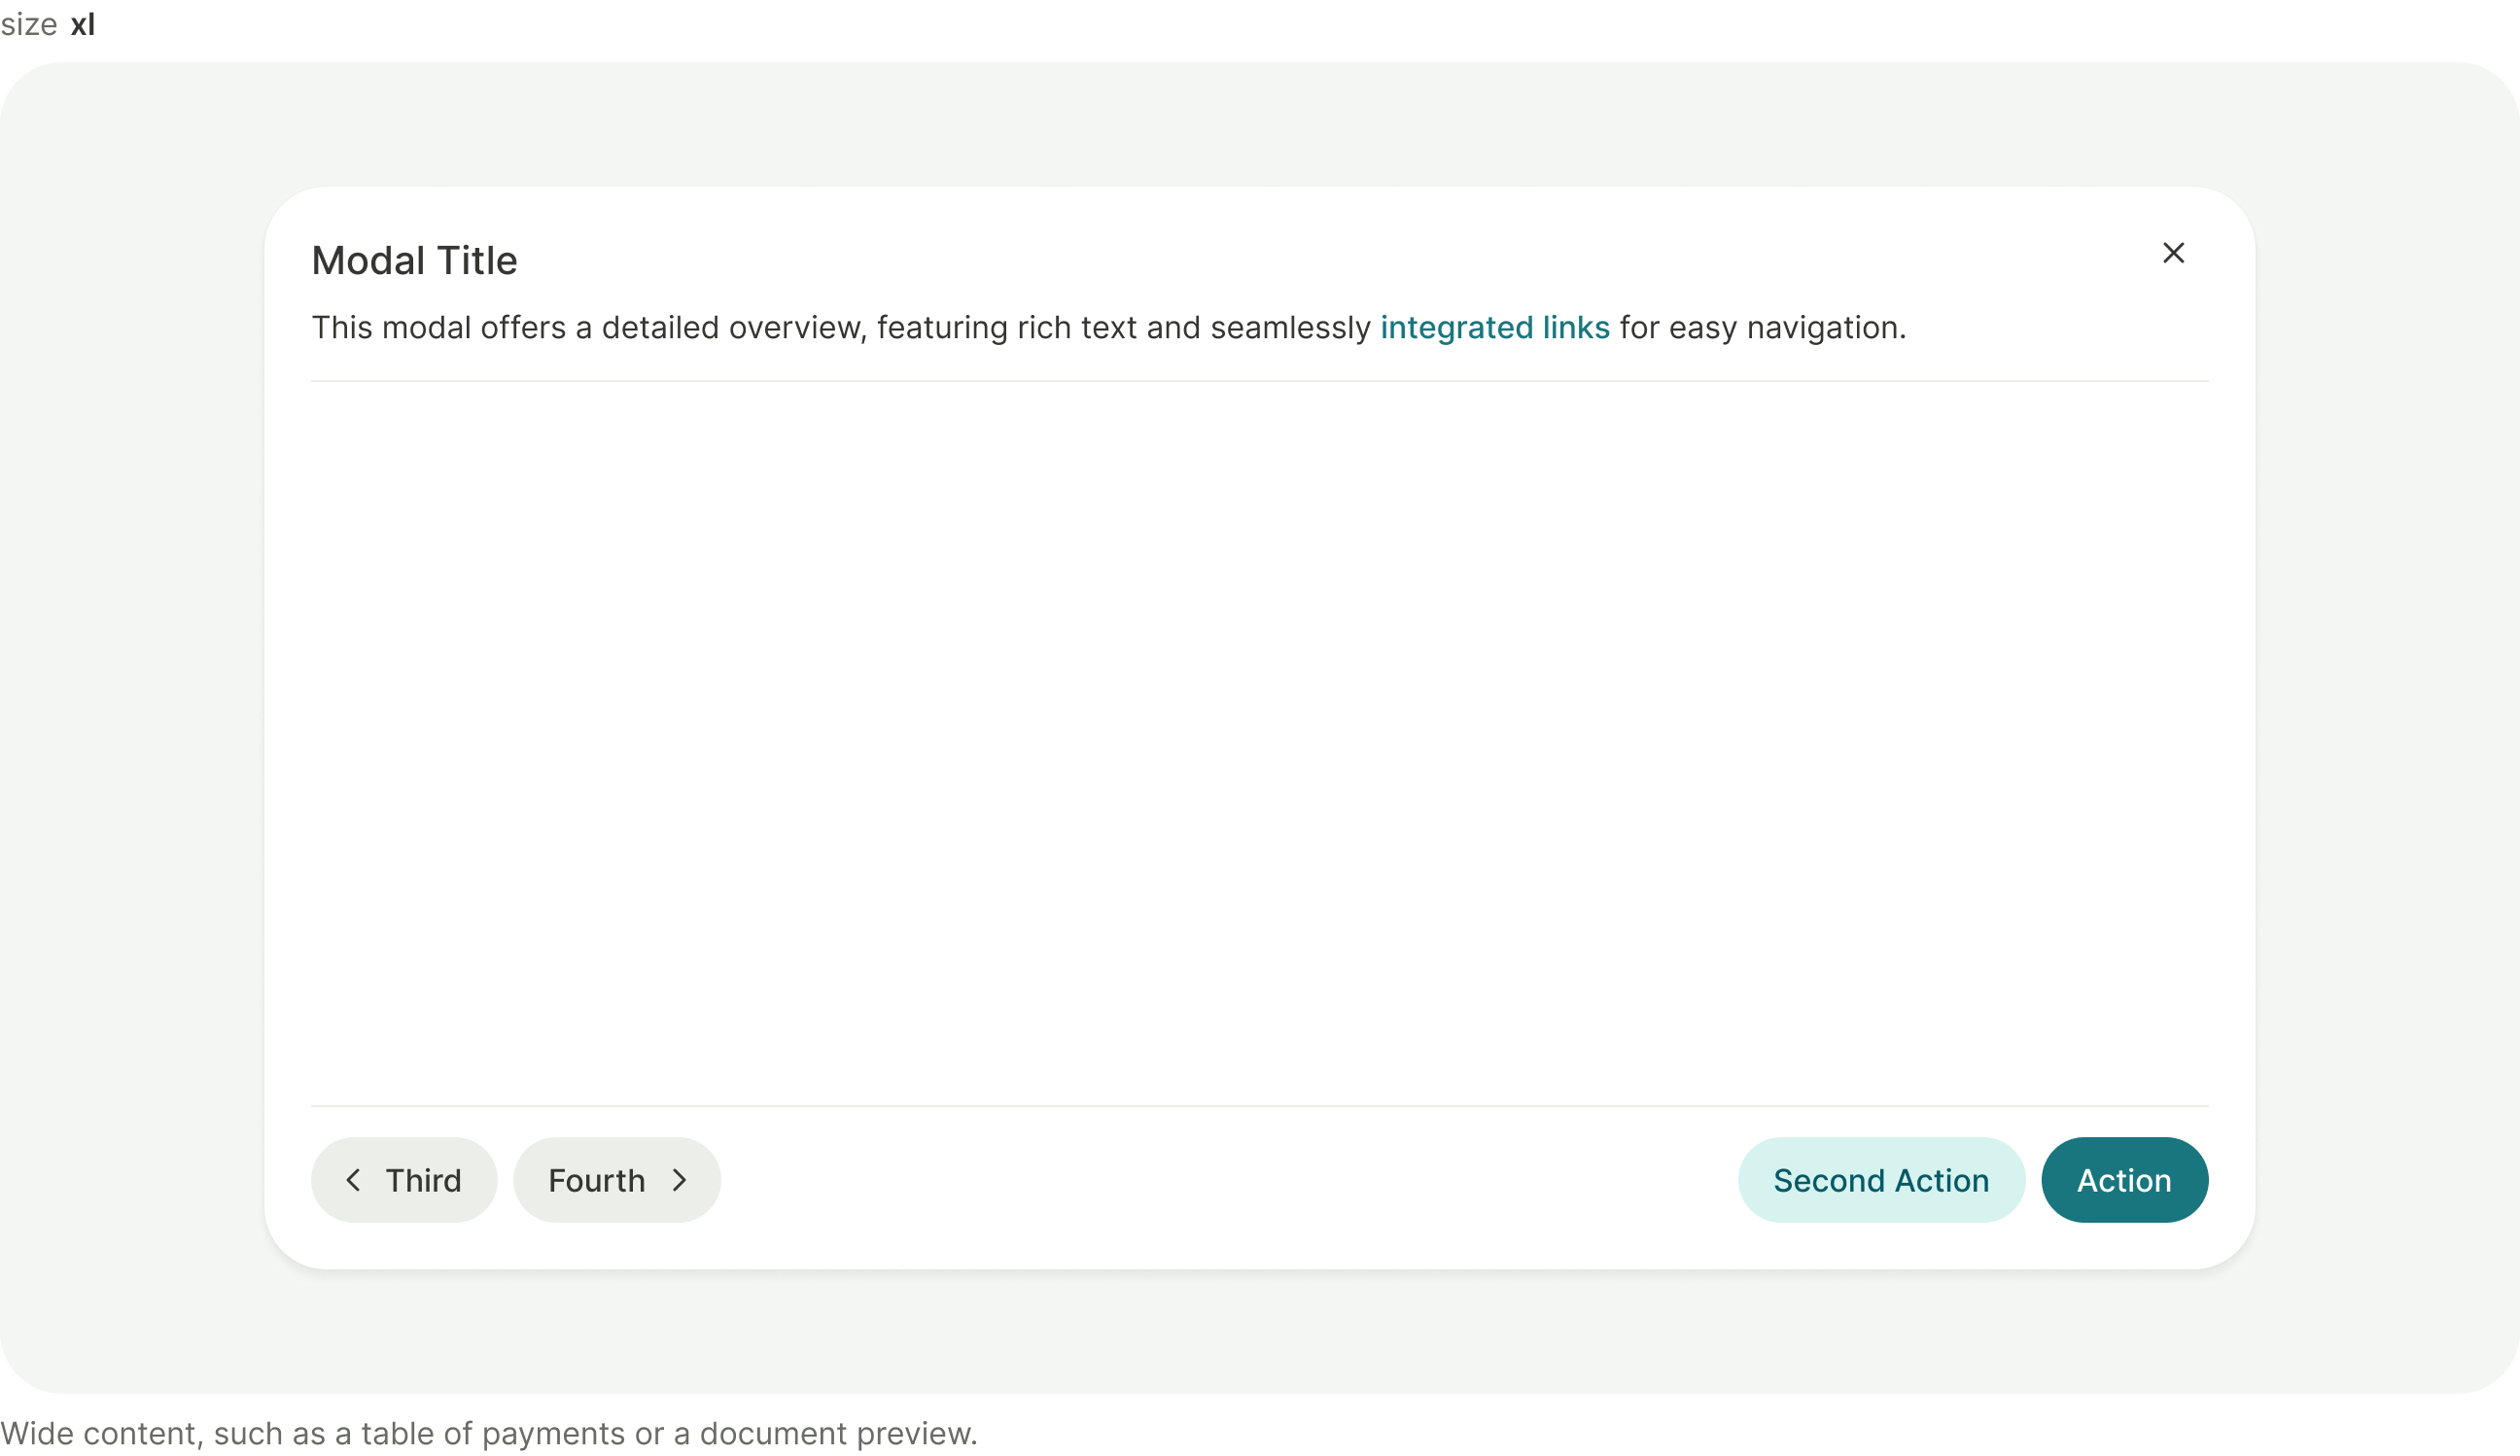 size xl
Modal Title
This modal offers a detailed overview, featuring rich text and seamlessly integrated links for easy navigation.
Third
Fourth
Second Action
Action
Wide content, such as a table of payments or a document preview.